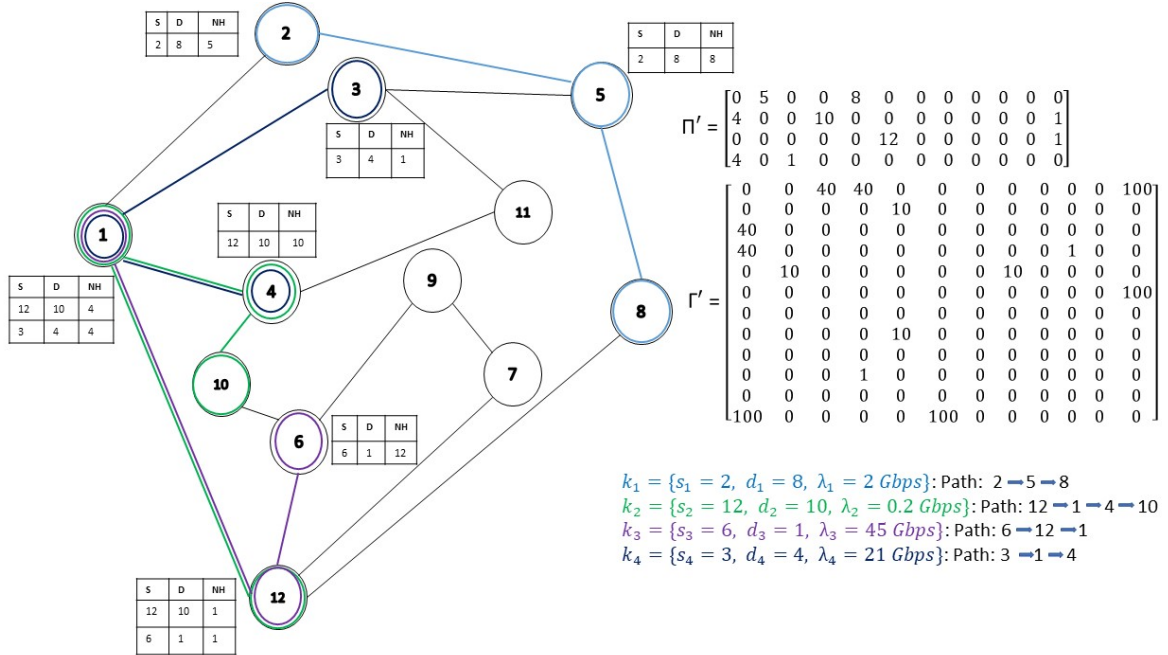 S D NH
2 8 5
2
S D NH
2 8 8
3
5
S D NH
3 4 1
Π′ =
0 5 0 0 8 0 0 0 0 0 0 0
4 0 0 10 0 0 0 0 0 0 0 1
0 0 0 0 0 12 0 0 0 0 0 1
4 0 1 0 0 0 0 0 0 0 0 0
S D NH
12 10 10
11
1
4
9
8
S D NH
12 10 4
3 4 4
10
7
6
S D NH
6 1 12
Γ′ =
0 0 40 40 0 0 0 0 0 0 0 100
0 0 0 0 10 0 0 0 0 0 0 0
40 0 0 0 0 0 0 0 0 0 0 0
40 0 0 0 0 0 0 0 0 1 0 0
0 10 0 0 0 0 0 10 0 0 0 0
0 0 0 0 0 0 0 0 0 0 0 100
0 0 0 0 0 0 0 0 0 0 0 0
0 0 0 0 10 0 0 0 0 0 0 0
0 0 0 0 0 0 0 0 0 0 0 0
0 0 0 1 0 0 0 0 0 0 0 0
0 0 0 0 0 0 0 0 0 0 0 0
100 0 0 0 0 100 0 0 0 0 0 0
k₁ = {s₁ = 2, d₁ = 8, λ₁ = 2 Gbps}: Path: 2 ➡ 5 ➡ 8
k₂ = {s₂ = 12, d₂ = 10, λ₂ = 0.2 Gbps}: Path: 12 ➡ 1 ➡ 4 ➡ 10
k₃ = {s₃ = 6, d₃ = 1, λ₃ = 45 Gbps}: Path: 6 ➡ 12 ➡ 1
k₄ = {s₄ = 3, d₄ = 4, λ₄ = 21 Gbps}: Path: 3 ➡ 1 ➡ 4
S D NH
12 10 1
6 1 1
12